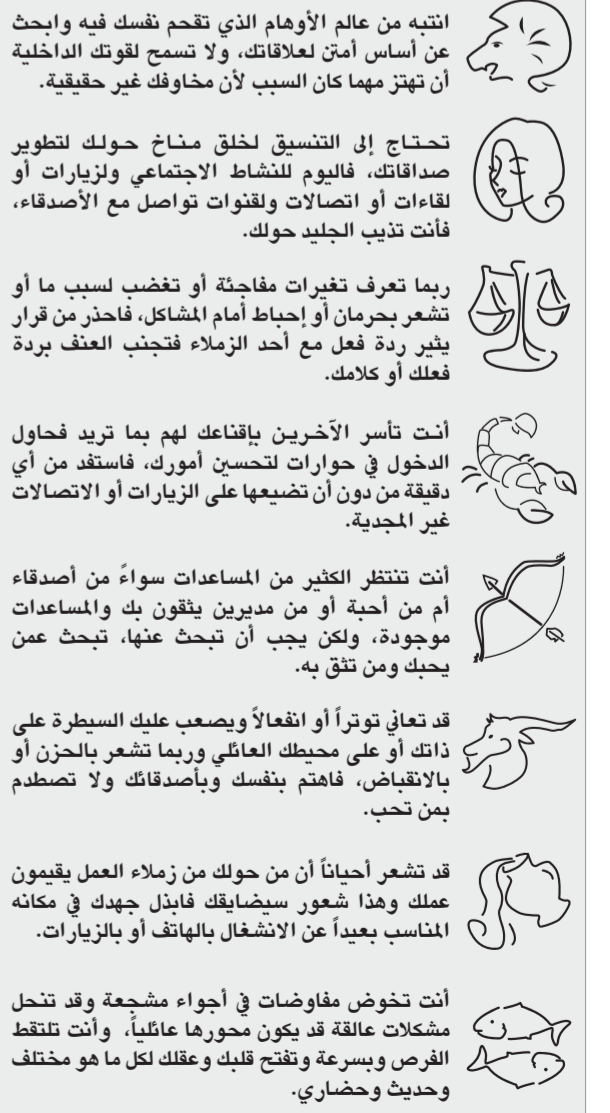 انتبه من عالم الأوهام الذي تقحم نفسك فيه وابحث
عن أساس أمتن لعلاقاتك، ولا تسمح لقوتك الداخلية
أن تهتز مهما كان السبب لأن مخاوفك غير حقيقية.
تحتاج إلى التنسيق لخلق مناخ حولك لتطوير
صداقاتك، فاليوم للنشاط الاجتماعي ولزيارات أو
لقاءات أو اتصالات ولقنوات تواصل مع الأصدقاء،
فأنت تذيب الجليد حولك.
ربما تعرف تغيرات مفاجئة أو تغضب لسبب ما أو
تشعر بحرمان أو إحباط أمام المشاكل، فاحذر من قرار
يثير ردة فعل مع أحد الزملاء فتجنب العنف بردة
فعلك أو كلامك.
أنت تأسر الآخرين بإقناعك لهم بما تريد فحاول
الدخول في حوارات لتحسين أمورك، فاستفد من أي
دقيقة من دون أن تضيعها على الزيارات أو الاتصالات
غير المجدية.
أنت تنتظر الكثير من المساعدات سواءً من أصدقاء
أم من أحبة أو من مديرين يثقون بك والمساعدات
موجودة، ولكن يجب أن تبحث عنها، تبحث عمن
يحبك ومن تثق به.
قد تعاني توتراً أو انفعالاً ويصعب عليك السيطرة على
ذاتك أو على محيطك العائلي وربما تشعر بالحزن أو
بالانقباض، فاهتم بنفسك وبأصدقائك ولا تصطدم
بمن تحب.
قد تشعر أحياناً أن من حولك من زملاء العمل يقيمون
عملك وهذا شعور سيضايقك فابذل جهدك في مكانه
المناسب بعيداً عن الانشغال بالهاتف أو بالزيارات.
أنت تخوض مفاوضات في أجواء مشجعة وقد تنحل
مشكلات عالقة قد يكون محورها عائلياً، وأنت تلتقط
الفرص وبسرعة وتفتح قلبك وعقلك لكل ما هو مختلف
وحديث وحضاري.